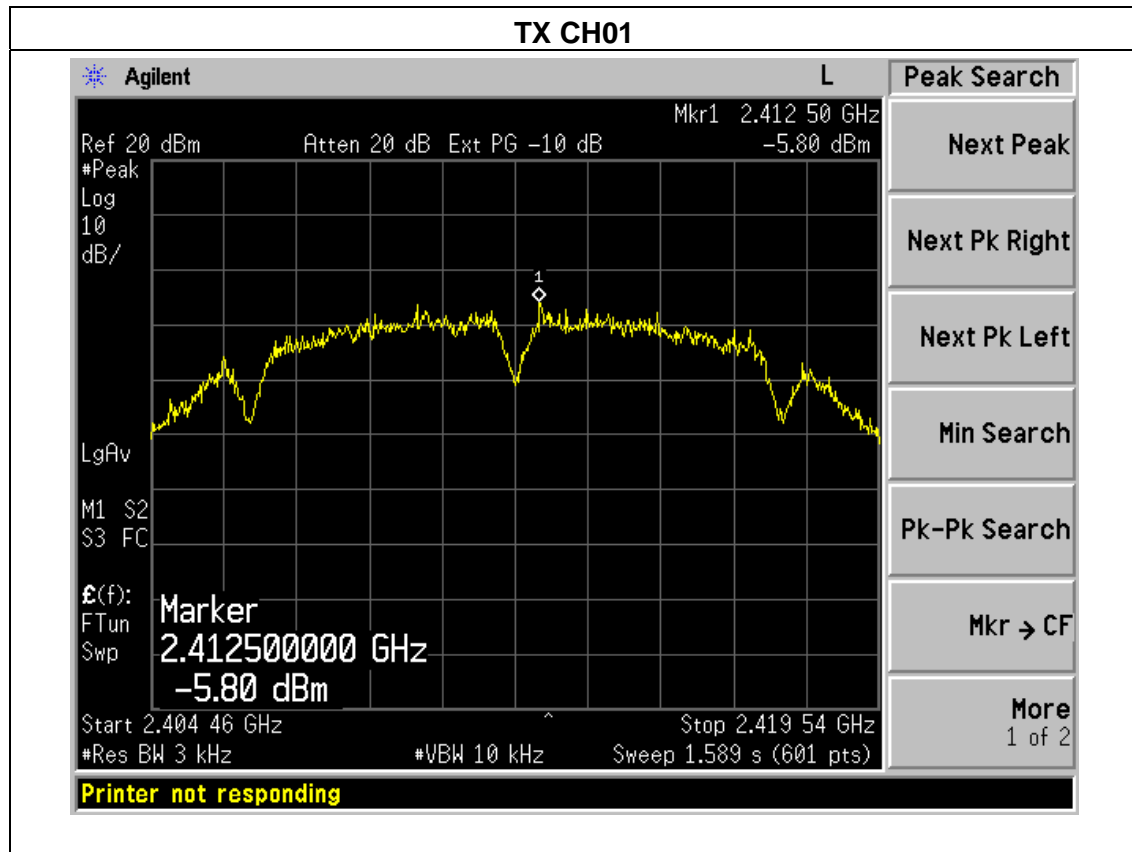 TX CH01
Agilent L Peak Search
Mkr1 2.412 50 GHz
Ref 20 dBm Atten 20 dB Ext PG -10 dB -5.80 dBm
#Peak
Log
10
dB/
1
LgAv
M1 S2
S3 FC
£(f):
FTun
Swp
Marker
2.412500000 GHz
-5.80 dBm
Start 2.404 46 GHz ^ Stop 2.419 54 GHz
#Res BW 3 kHz #VBW 10 kHz Sweep 1.589 s (601 pts)
Printer not responding
Next Peak
Next Pk Right
Next Pk Left
Min Search
Pk-Pk Search
Mkr → CF
More
1 of 2